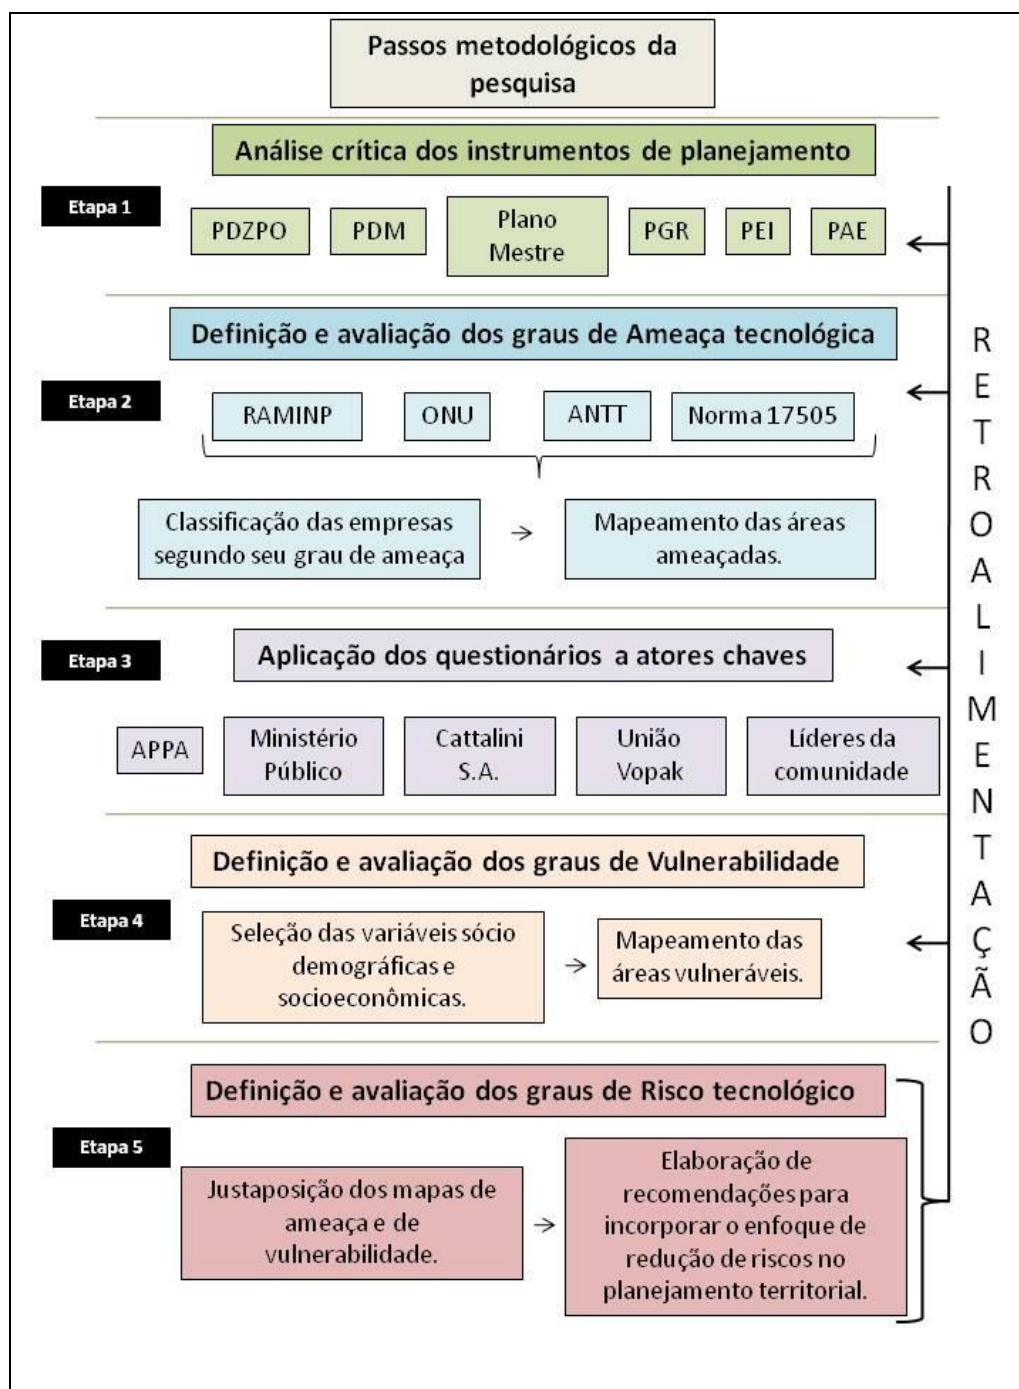 Passos metodológicos da
pesquisa
Análise crítica dos instrumentos de planejamento
Etapa 1
PDZPO
PDM
Plano
Mestre
PGR
PEI
PAE
Definição e avaliação dos graus de Ameaça tecnológica
Etapa 2
RAMINP
ONU
ANTT
Norma 17505
Classificação das empresas
segundo seu grau de ameaça
Mapeamento das áreas
ameaçadas.
Etapa 3
Aplicação dos questionários a atores chaves
APPA
Ministério
Público
Cattalini
S.A.
União
Vopak
Líderes da
comunidade
Definição e avaliação dos graus de Vulnerabilidade
Etapa 4
Seleção das variáveis sócio
demográficas e
socioeconômicas.
Mapeamento das
áreas vulneráveis.
Definição e avaliação dos graus de Risco tecnológico
Etapa 5
Justaposição dos mapas de
ameaça e de
vulnerabilidade.
Elaboração de
recomendações para
incorporar o enfoque de
redução de riscos no
planejamento territorial.
RETROALIMENTAÇÃO